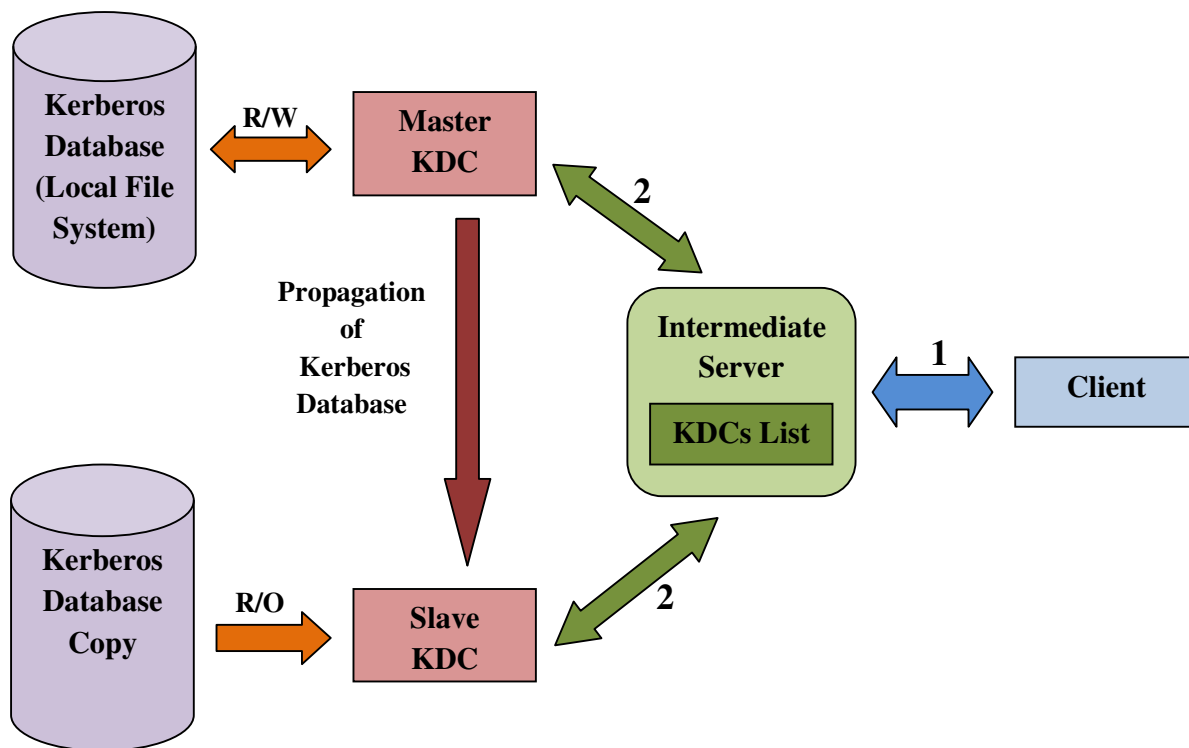 Kerberos
Database
(Local File
System)
R/W
Master
KDC
2
Propagation
of
Kerberos
Database
Intermediate
Server
KDCs List
1
Client
Kerberos
Database
Copy
R/O
Slave
KDC
2